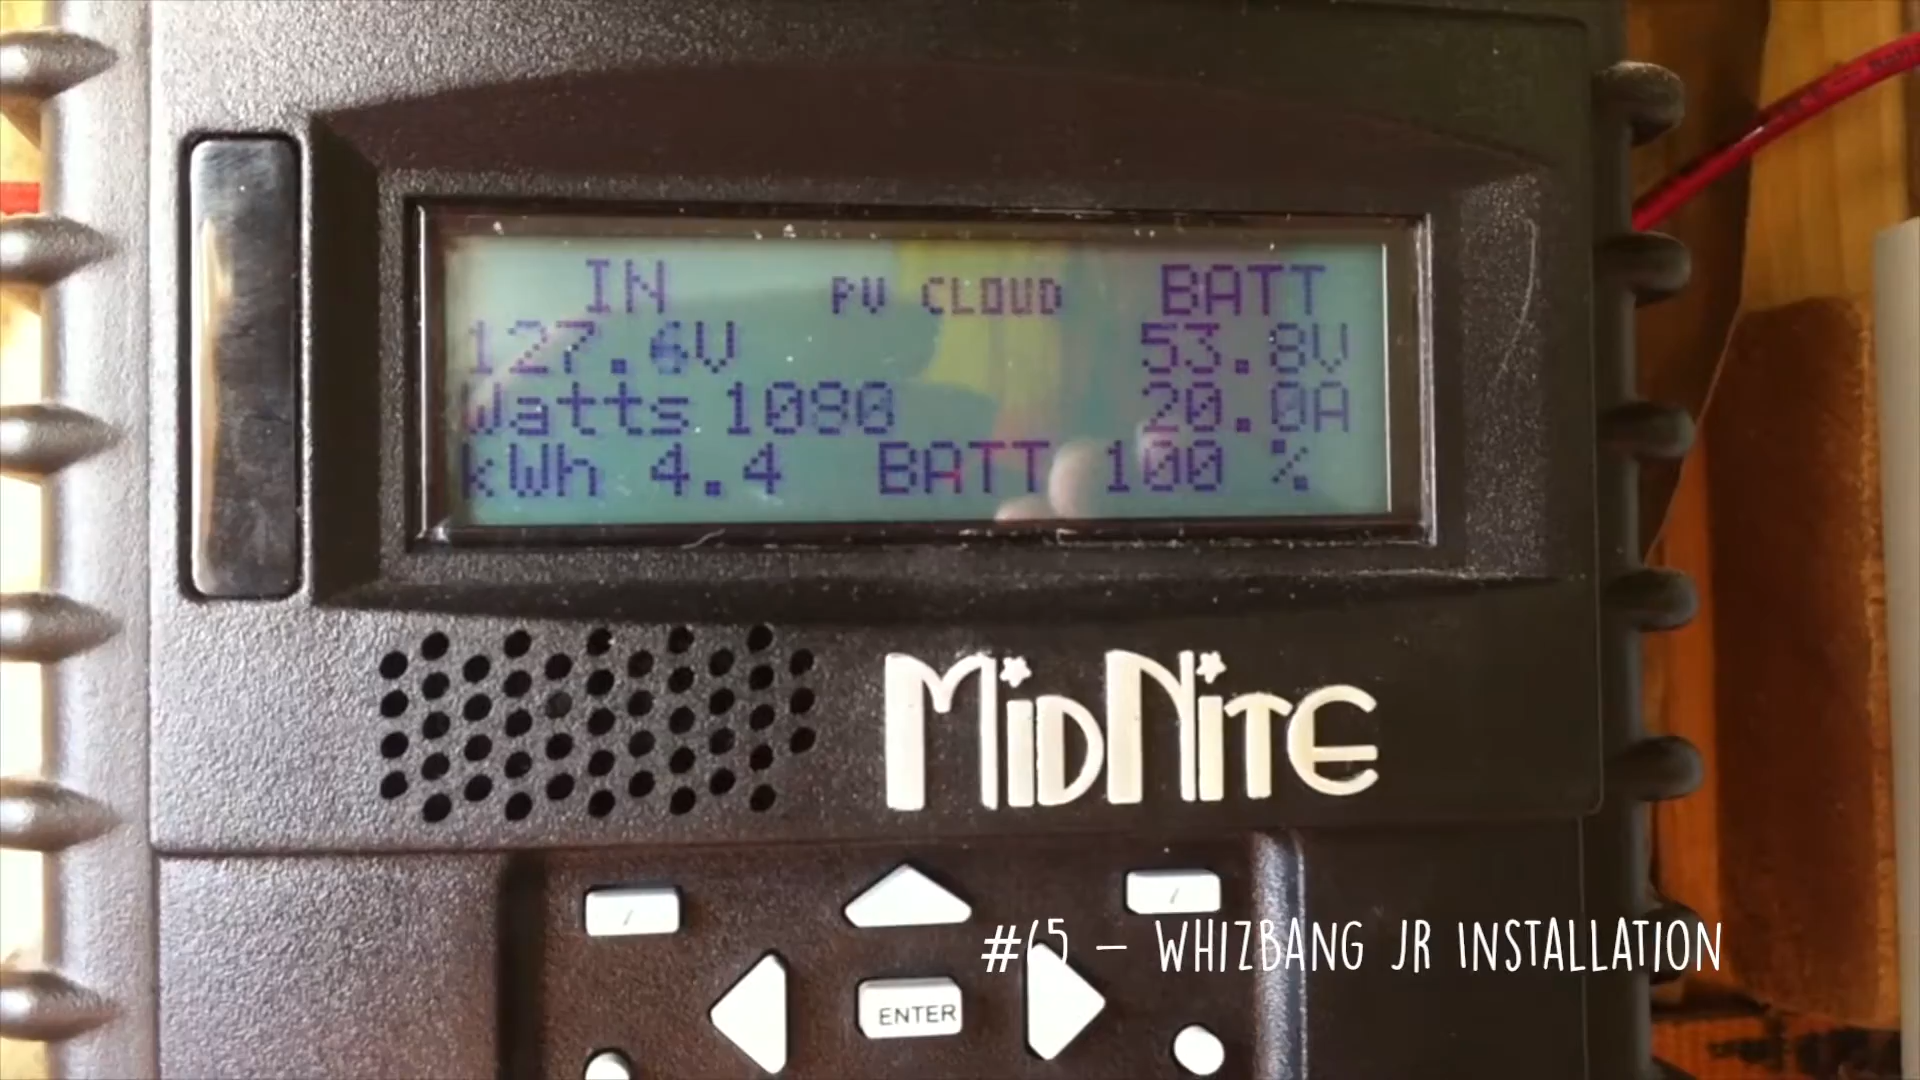 IN PV CLOUD BATT
127.6V 53.8V
Watts 1080 20.0A
kWh 4.4 BATT 100 %
MIDNITE
#65 – WHIZBANG JR INSTALLATION
ENTER